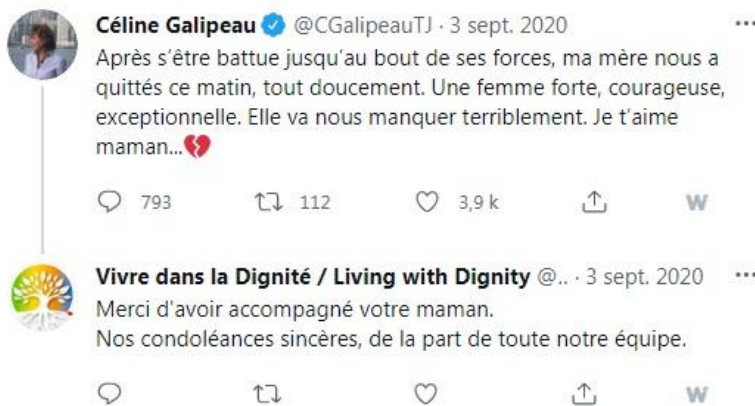 Céline Galipeau @CGalipeauTJ · 3 sept. 2020
Après s'être battue jusqu'au bout de ses forces, ma mère nous a
quittés ce matin, tout doucement. Une femme forte, courageuse,
exceptionnelle. Elle va nous manquer terriblement. Je t'aime
maman...💔
793 112 3,9 k W
Vivre dans la Dignité / Living with Dignity @.. · 3 sept. 2020
Merci d'avoir accompagné votre maman.
Nos condoléances sincères, de la part de toute notre équipe.
W